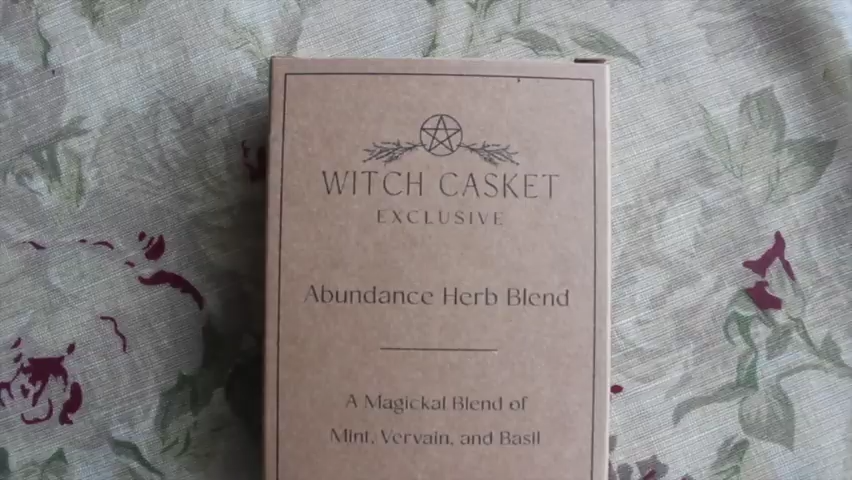 WITCH CASKET
EXCLUSIVE
Abundance Herb Blend
A Magickal Blend of
Mint, Vervain, and Basil